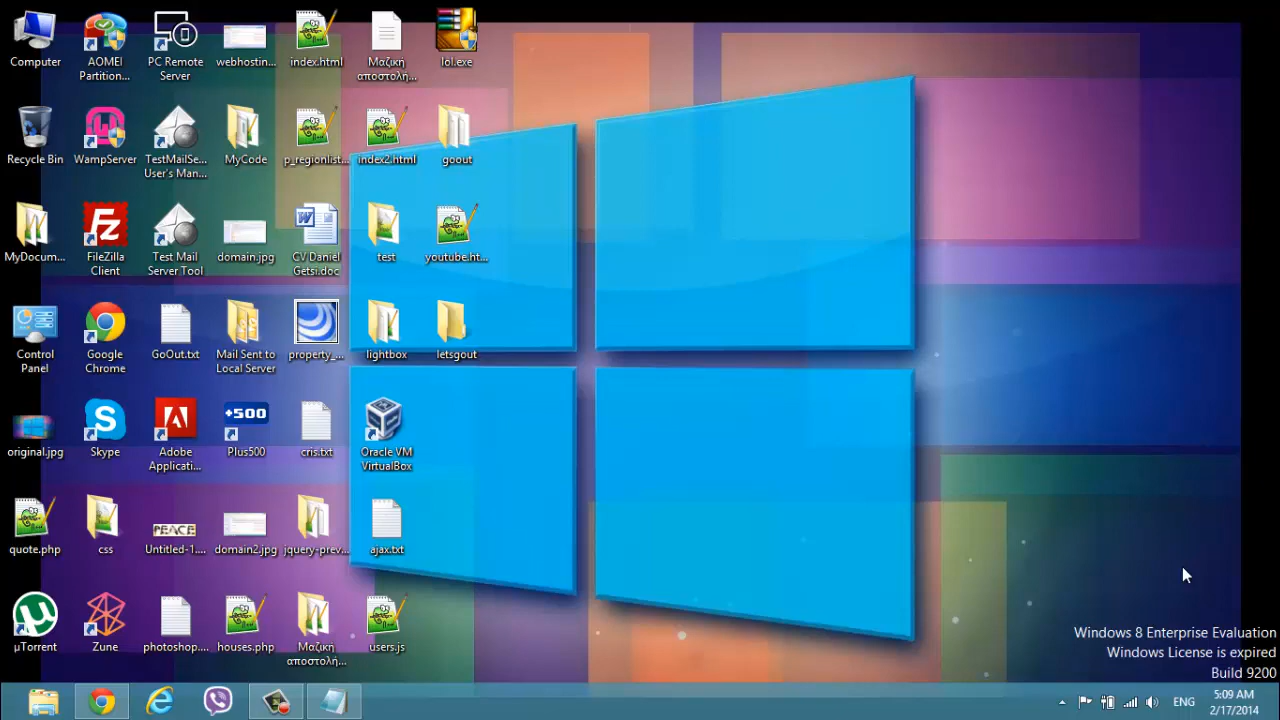 Computer
AOMEI
Partition...
PC Remote
Server
webhostin...
index.html
Μαζική
αποστολή...
lol.exe
Recycle Bin
WampServer
TestMailSe...
User's Man...
MyCode
p_regionlist...
index2.html
goout
MyDocum...
FileZilla
Client
Test Mail
Server Tool
domain.jpg
CV Daniel
Getsi.doc
test
youtube.ht...
Control
Panel
Google
Chrome
GoOut.txt
Mail Sent to
Local Server
property_...
lightbox
letsgout
original.jpg
Skype
Adobe
Applicati...
+500
Plus500
cris.txt
Oracle VM
VirtualBox
quote.php
css
PEACE
Untitled-1....
domain2.jpg
jquery-prev...
ajax.txt
µTorrent
Zune
photoshop....
houses.php
Μαζική
αποστολή...
users.js
Windows 8 Enterprise Evaluation
Windows License is expired
Build 9200
ENG
5:09 AM
2/17/2014